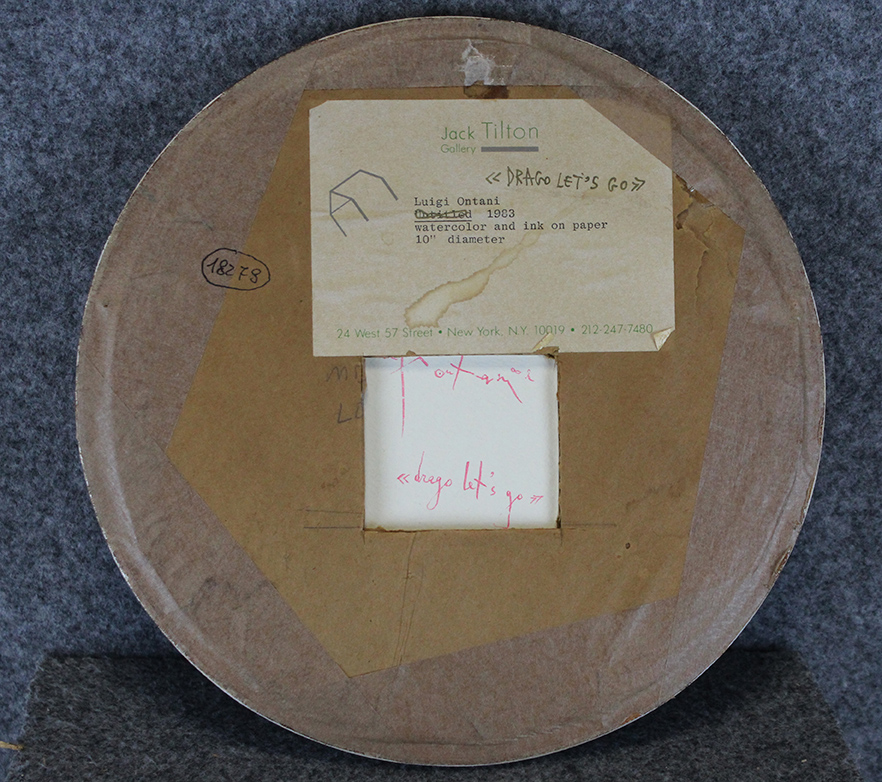 Jack Tilton
Gallery
« DRAGO LET'S GO »
Luigi Ontani
Untitled 1983
watercolor and ink on paper
10" diameter
18278
24 West 57 Street • New York, N.Y. 10019 • 212-247-7480
«drago let's go»